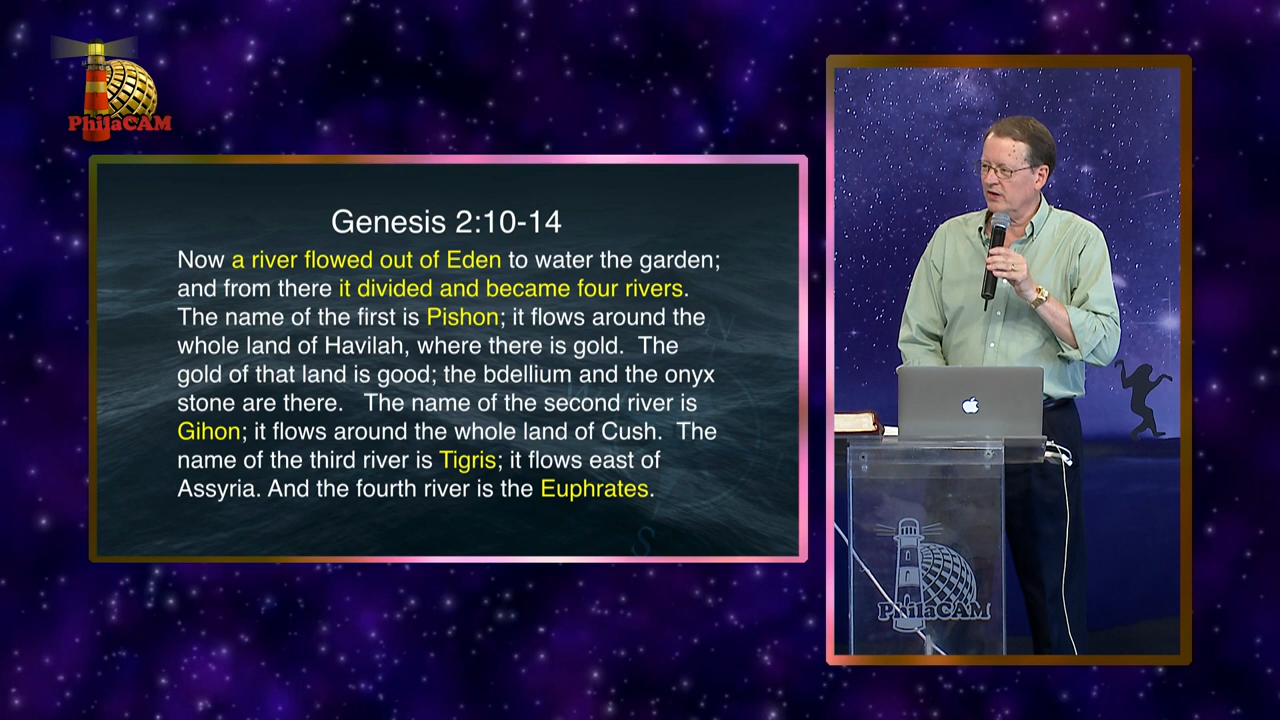 PhilaCAM
Genesis 2:10-14
Now a river flowed out of Eden to water the garden;
and from there it divided and became four rivers.
The name of the first is Pishon; it flows around the
whole land of Havilah, where there is gold.  The
gold of that land is good; the bdellium and the onyx
stone are there.   The name of the second river is
Gihon; it flows around the whole land of Cush.  The
name of the third river is Tigris; it flows east of
Assyria. And the fourth river is the Euphrates.
PhilaCAM